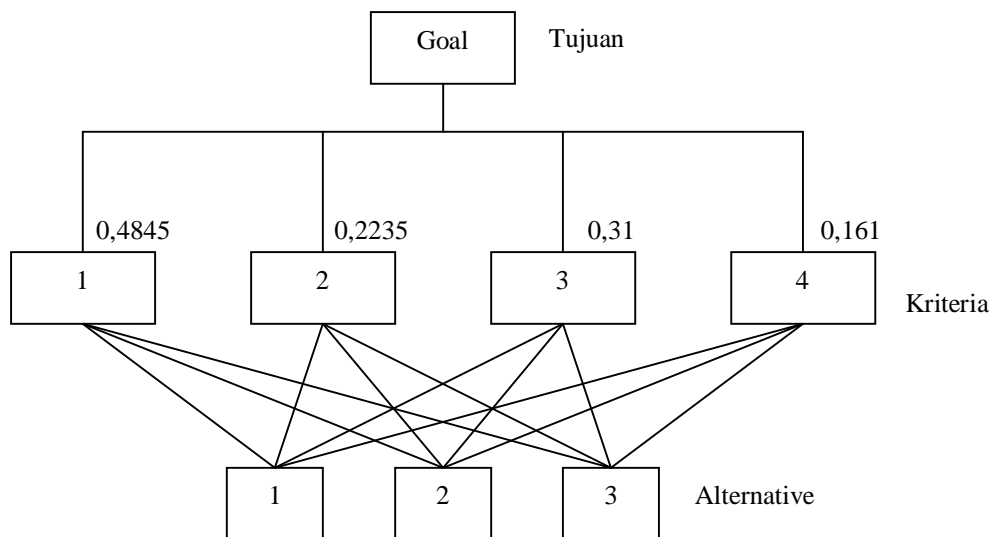 Goal
Tujuan
0,4845
0,2235
0,31
0,161
1
2
3
4
Kriteria
1
2
3
Alternative